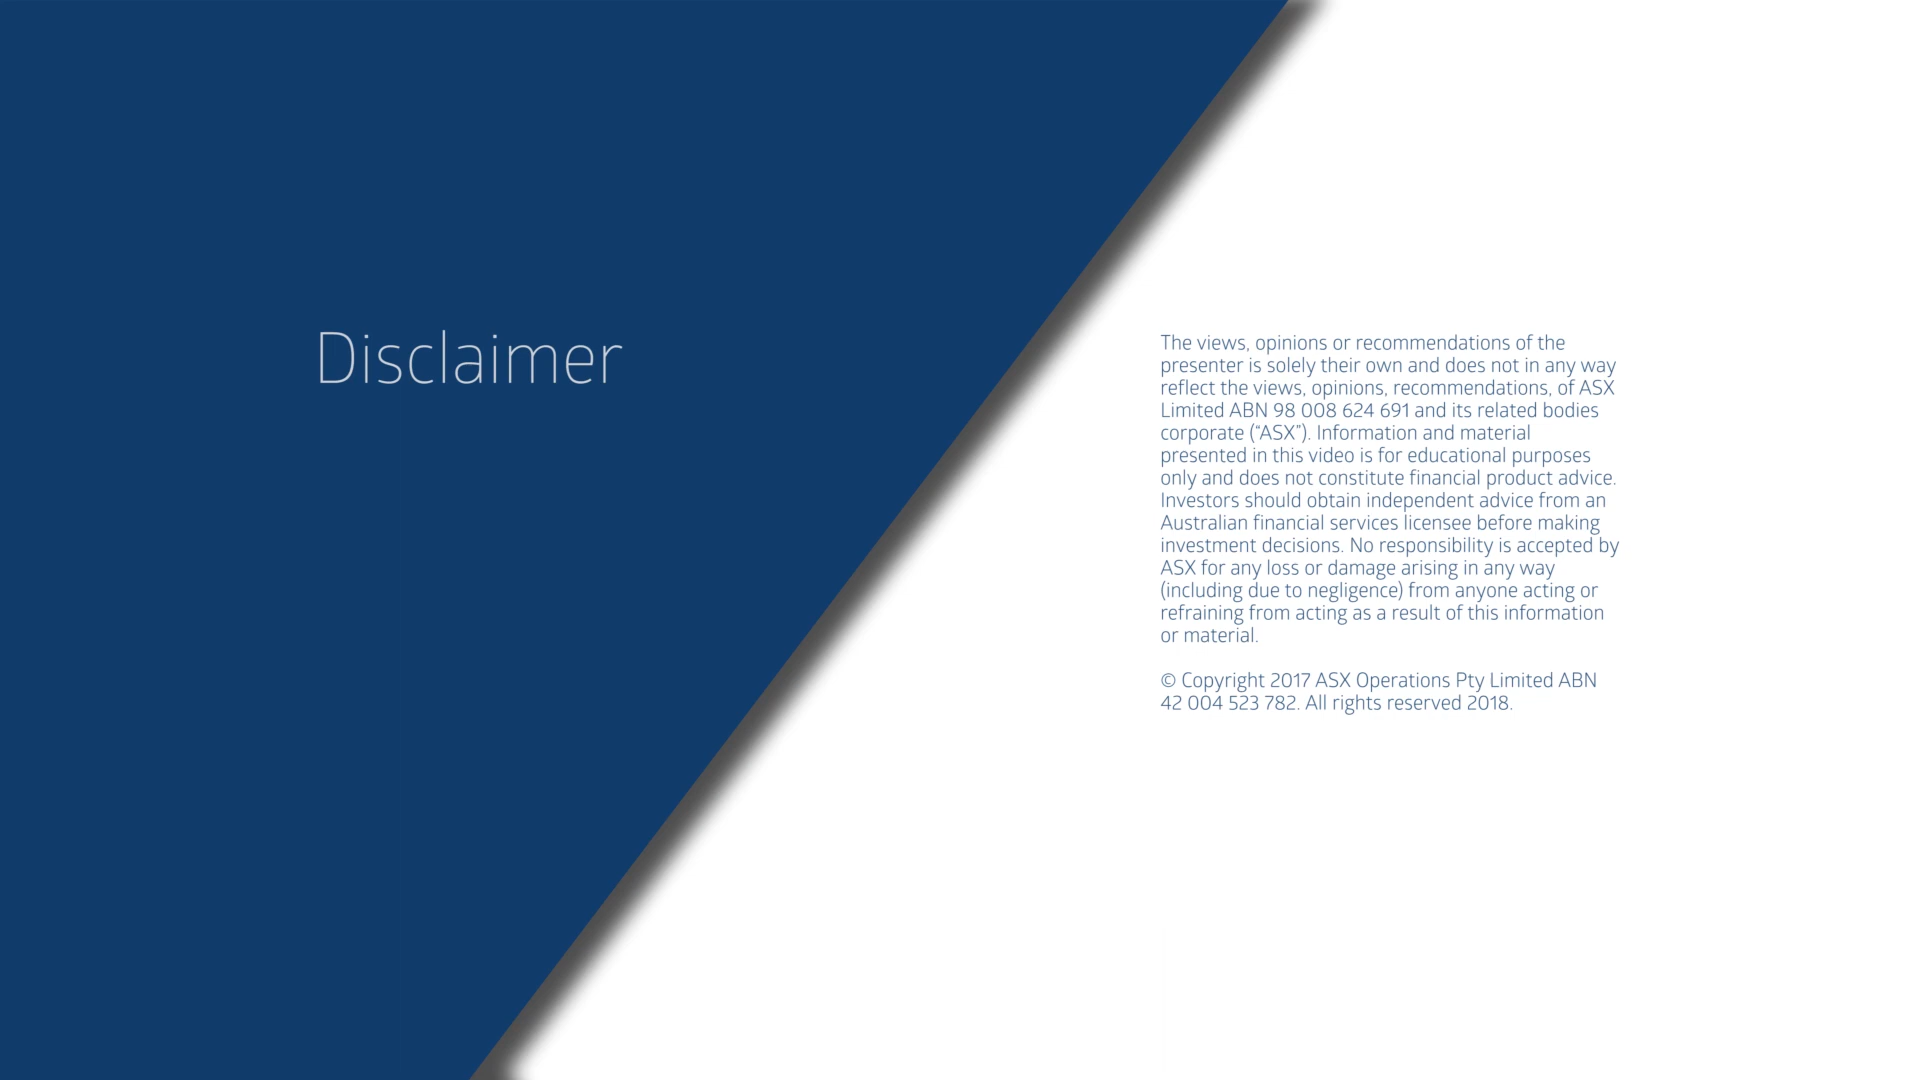 Disclaimer
The views, opinions or recommendations of the
presenter is solely their own and does not in any way
reflect the views, opinions, recommendations, of ASX
Limited ABN 98 008 624 691 and its related bodies
corporate (“ASX”). Information and material
presented in this video is for educational purposes
only and does not constitute financial product advice.
Investors should obtain independent advice from an
Australian financial services licensee before making
investment decisions. No responsibility is accepted by
ASX for any loss or damage arising in any way
(including due to negligence) from anyone acting or
refraining from acting as a result of this information
or material.
© Copyright 2017 ASX Operations Pty Limited ABN
42 004 523 782. All rights reserved 2018.